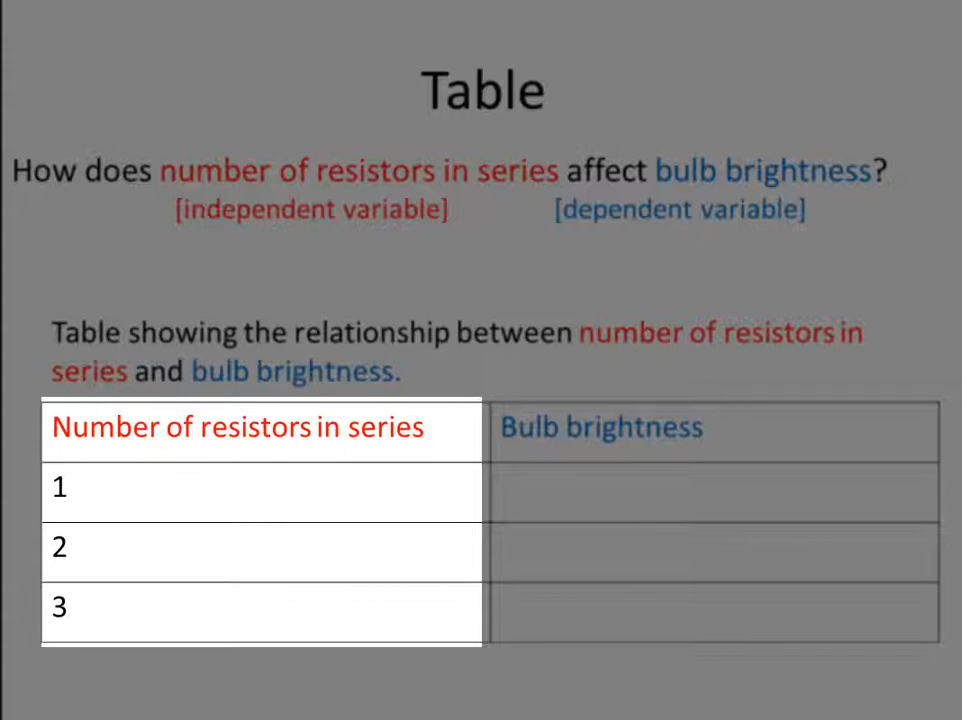 Table
How does number of resistors in series affect bulb brightness?
[independent variable] [dependent variable]
Table showing the relationship between number of resistors in
series and bulb brightness.
Number of resistors in series Bulb brightness
1
2
3